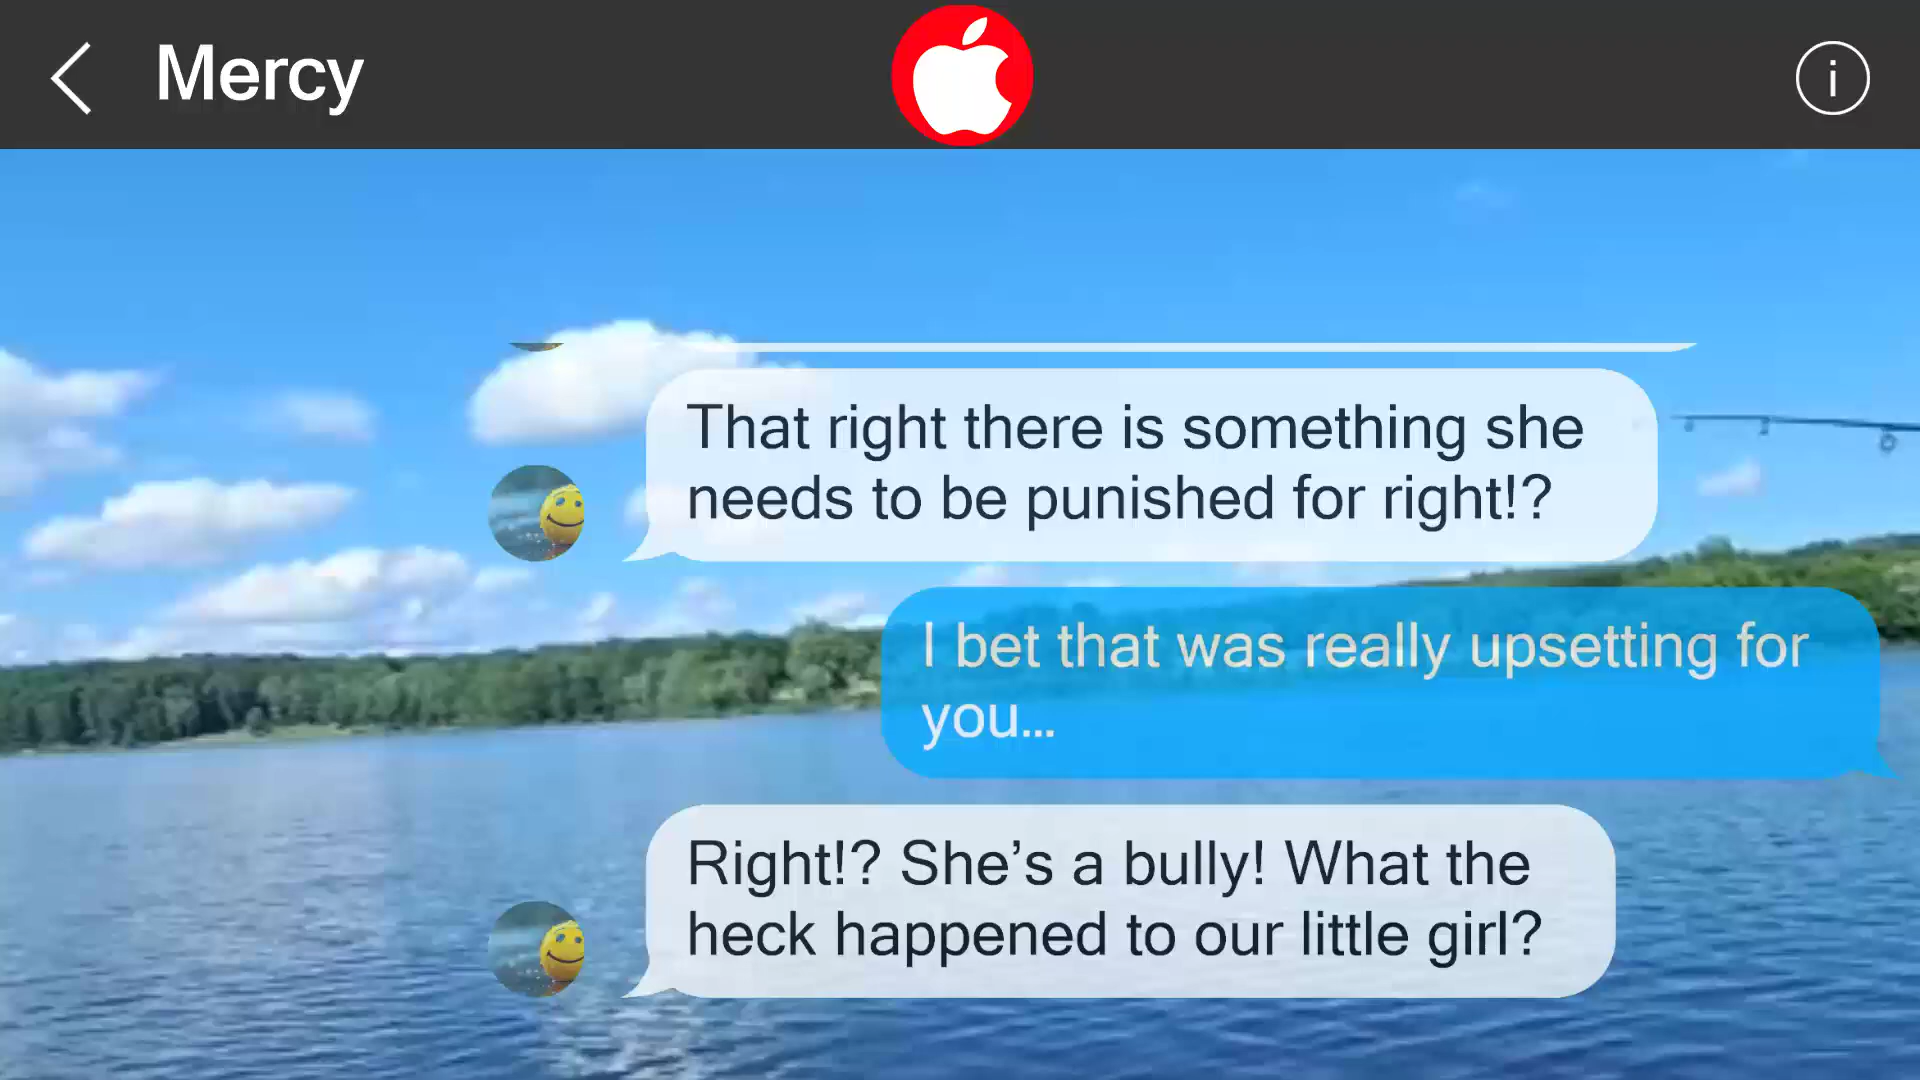 Mercy
i
That right there is something she
needs to be punished for right!?
I bet that was really upsetting for
you...
Right!? She’s a bully! What the
heck happened to our little girl?